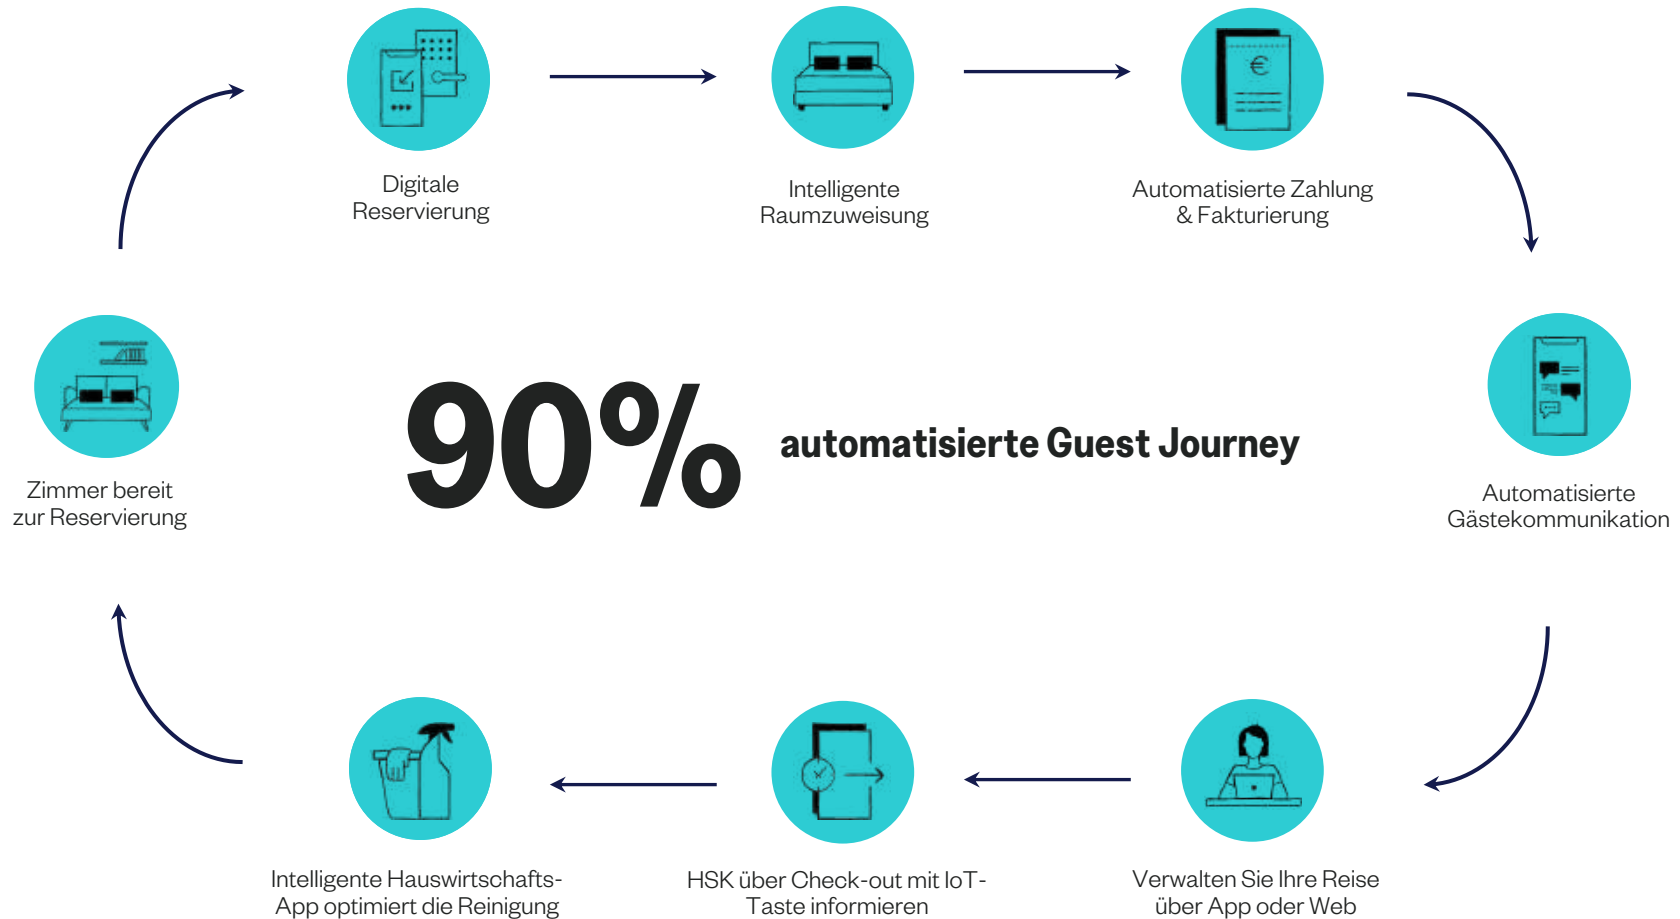 Digitale
Reservierung
Intelligente
Raumzuweisung
€
Automatisierte Zahlung
& Fakturierung
Zimmer bereit
zur Reservierung
90%
automatisierte Guest Journey
Automatisierte
Gästekommunikation
Intelligente Hauswirtschafts-
App optimiert die Reinigung
HSK über Check-out mit IoT-
Taste informieren
Verwalten Sie Ihre Reise
über App oder Web